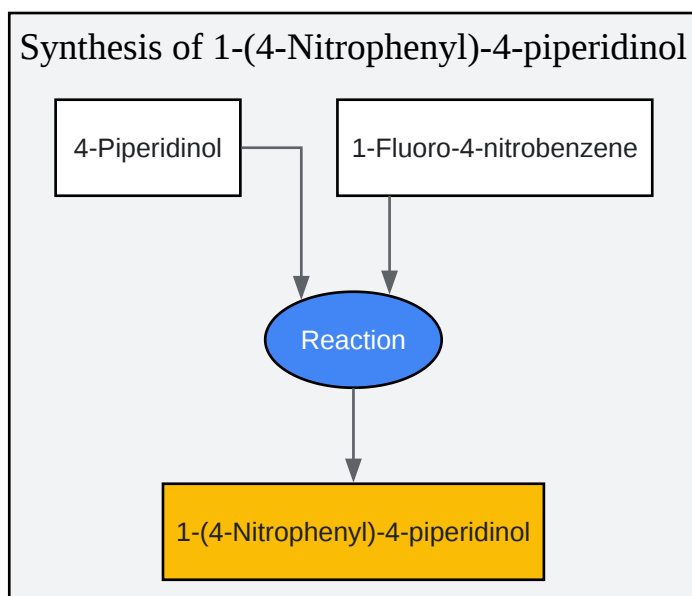 Synthesis of 1-(4-Nitrophenyl)-4-piperidinol
4-Piperidinol
1-Fluoro-4-nitrobenzene
Reaction
1-(4-Nitrophenyl)-4-piperidinol